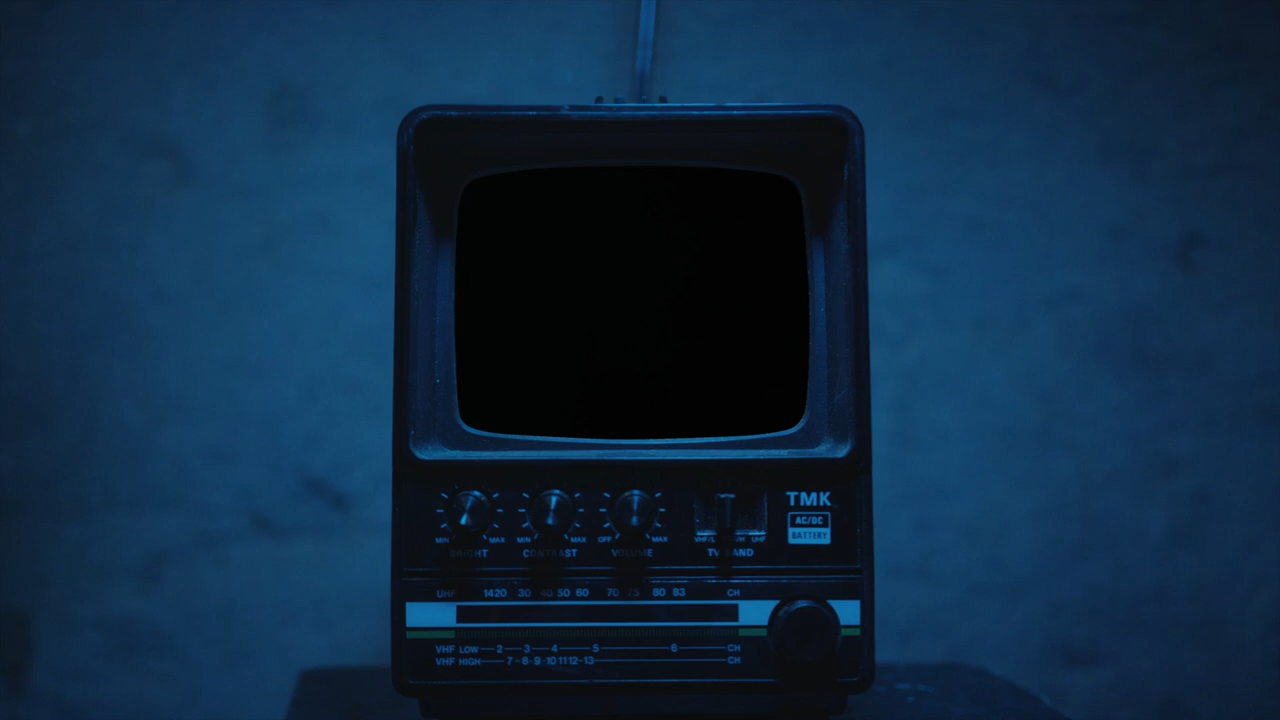 TMK
AC/DC
BATTERY
MIN MAX MIN MAX OFF MAX VHF/L UHF
BRIGHT CONTRAST VOLUME TV BAND
UHF 1420 30 40 50 60 70 75 80 83 CH
VHF LOW 2 3 4 5 6 CH
VHF HIGH 7-8-9-10 11 12-13 CH